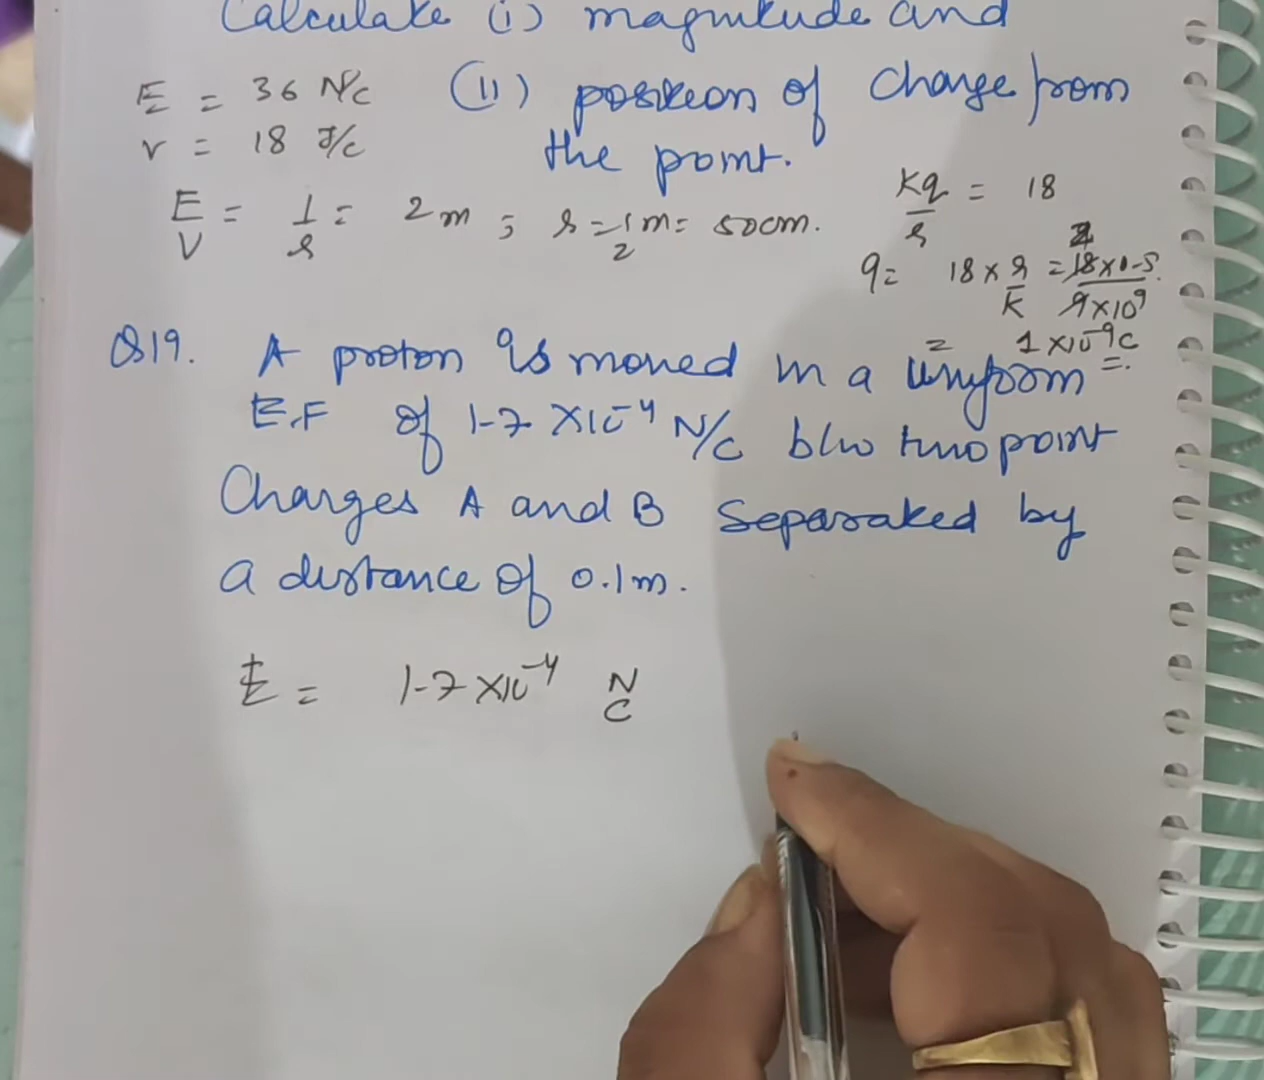 Calculate (i) magnitude and
E = 36 N/C (ii) position of charge from
V = 18 J/C the point.
E/V = 1/r = 2m ; r = 1/2 m = 50cm.
Kq/r = 18
q = 18 × r/K = 18×0.5/9×10⁹
= 1×10⁻⁹C
Q19. A proton is moved in a uniform
E.F of 1.7 ×10⁻⁴ N/C b/w two point
Charges A and B Separated by
a distance of 0.1m.
E = 1.7 ×10⁻⁴ N/C